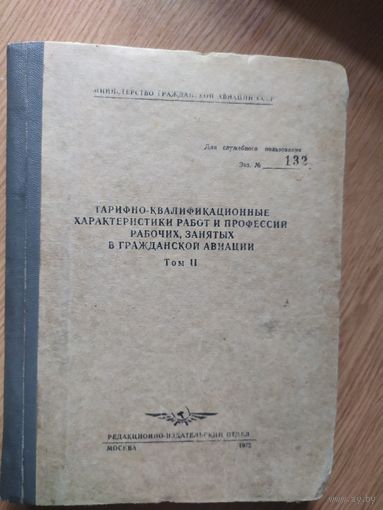 МИНИСТЕРСТВО ГРАЖДАНСКОЙ АВИАЦИИ СССР
Для служебного пользования
Экз. № 132
ТАРИФНО-КВАЛИФИКАЦИОННЫЕ
ХАРАКТЕРИСТИКИ РАБОТ И ПРОФЕССИЙ
РАБОЧИХ, ЗАНЯТЫХ
В ГРАЖДАНСКОЙ АВИАЦИИ
Том II
РЕДАКЦИОННО-ИЗДАТЕЛЬСКИЙ ОТДЕЛ
МОСКВА 1972